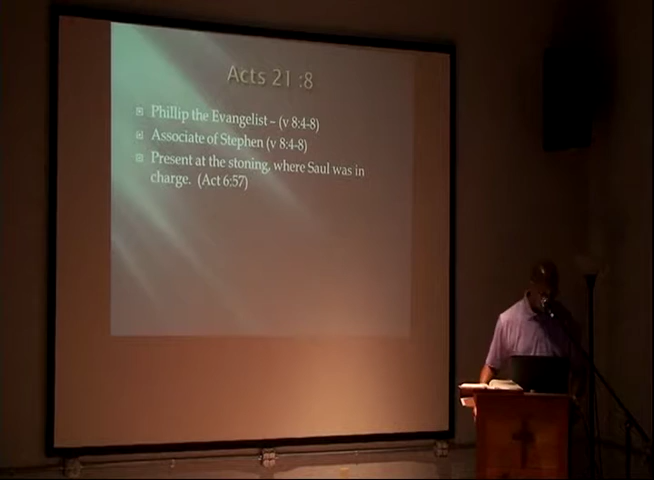 Acts 21 :8
Phillip the Evangelist – (v 8:4-8)
Associate of Stephen (v 8:4-8)
Present at the stoning, where Saul was in
charge. (Act 6:57)